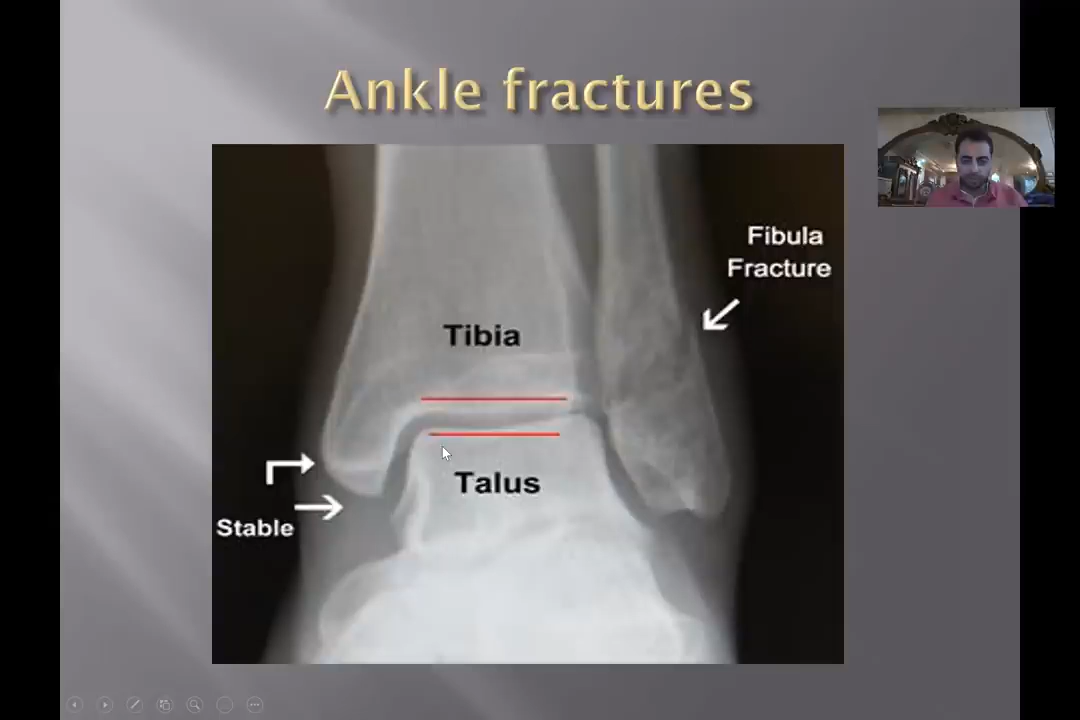 Ankle fractures
Fibula
Fracture
Tibia
Talus
Stable